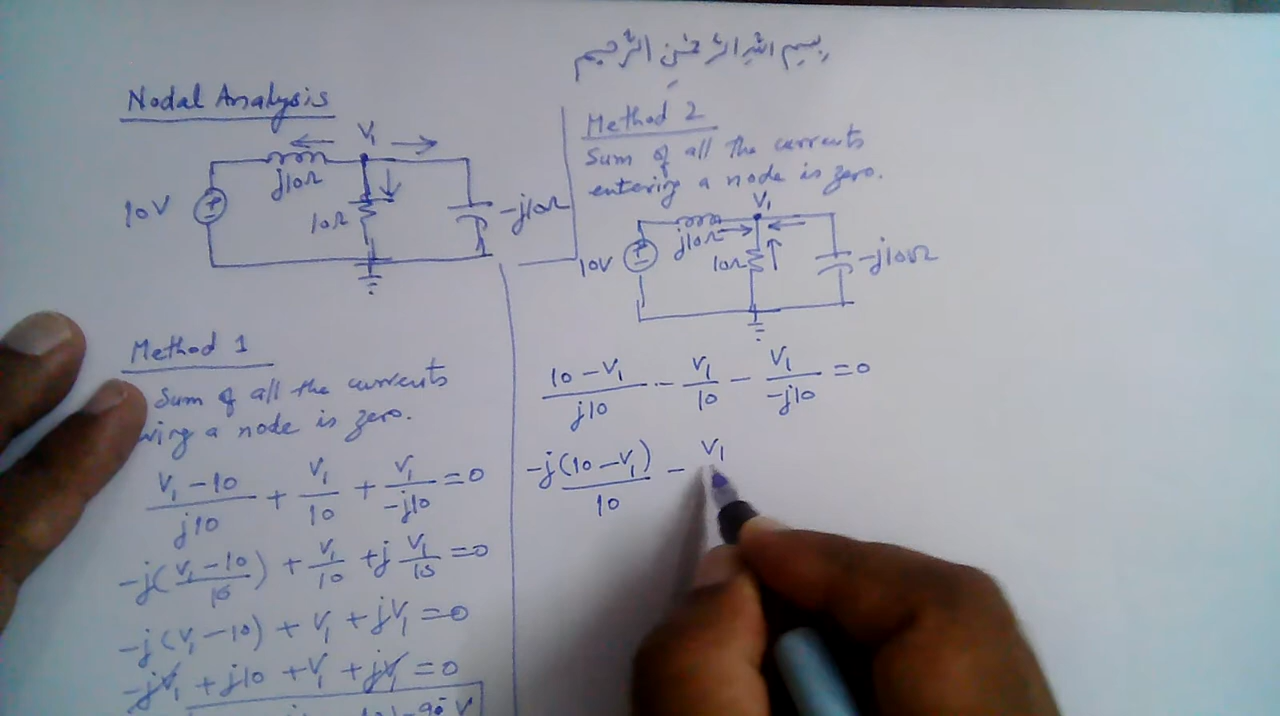 بسم الله الرحمن الرحيم
Nodal Analysis
V₁
j10Ω
10V
10Ω
-j10Ω
Method 1
Sum of all the currents
a node is zero.
(V₁ - 10)/j10 + V₁/10 + V₁/-j10 = 0
-j((V₁ - 10)/10) + V₁/10 + j V₁/10 = 0
-j(V₁ - 10) + V₁ + jV₁ = 0
-jV₁ + j10 + V₁ + jV₁ = 0
Method 2
Sum of all the currents
entering a node is zero.
V₁
j10Ω
10V
10Ω
-j10Ω
(10 - V₁)/j10 - V₁/10 - V₁/-j10 = 0
-j(10 - V₁)/10 - V₁